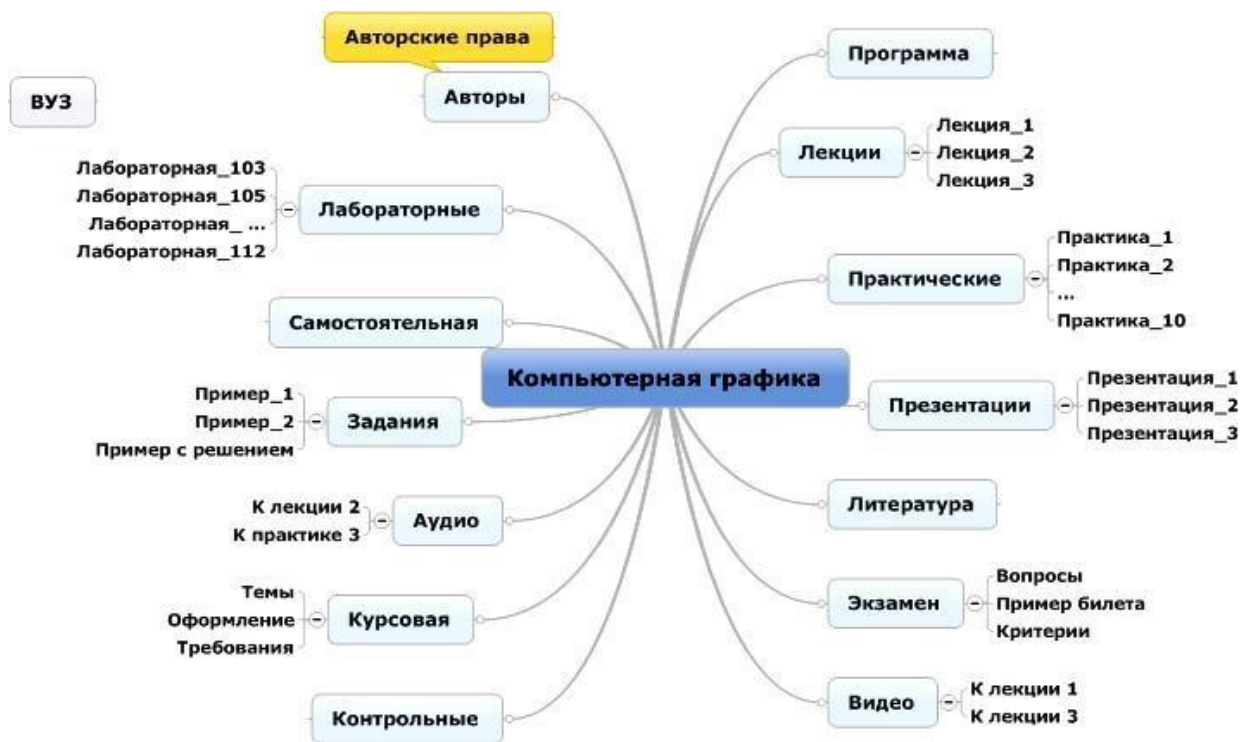 Авторские права
Авторы
ВУЗ
Лабораторная_103
Лабораторная_105
Лабораторная_ ...
Лабораторная_112
Лабораторные
Самостоятельная
Компьютерная графика
Пример_1
Пример_2
Пример с решением
Задания
К лекции 2
К практике 3
Аудио
Темы
Оформление
Требования
Курсовая
Контрольные
Программа
Лекции
Лекция_1
Лекция_2
Лекция_3
Практические
Практика_1
Практика_2
...
Практика_10
Презентации
Презентация_1
Презентация_2
Презентация_3
Литература
Экзамен
Вопросы
Пример билета
Критерии
Видео
К лекции 1
К лекции 3